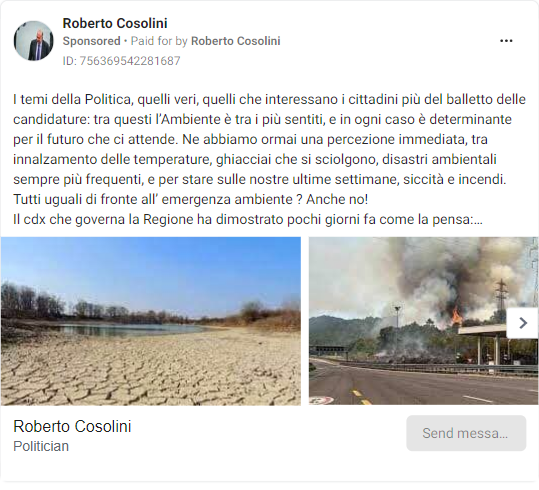 Roberto Cosolini
Sponsored • Paid for by Roberto Cosolini
ID: 756369542281687
I temi della Politica, quelli veri, quelli che interessano i cittadini più del balletto delle
candidature: tra questi l'Ambiente è tra i più sentiti, e in ogni caso è determinante
per il futuro che ci attende. Ne abbiamo ormai una percezione immediata, tra
innalzamento delle temperature, ghiacciai che si sciolgono, disastri ambientali
sempre più frequenti, e per stare sulle nostre ultime settimane, siccità e incendi.
Tutti uguali di fronte all' emergenza ambiente ? Anche no!
Il cdx che governa la Regione ha dimostrato pochi giorni fa come la pensa:...
Roberto Cosolini
Politician
Send messa...